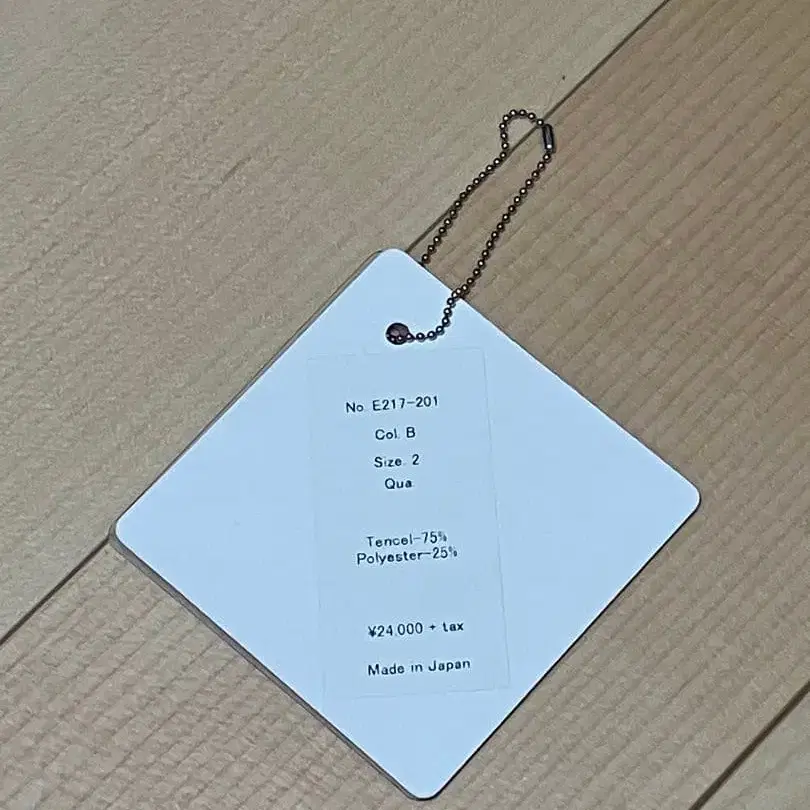 No. E217-201
Col. B
Size. 2
Qua
Tencel-75%
Polyester-25%
¥24,000 + tax
Made in Japan